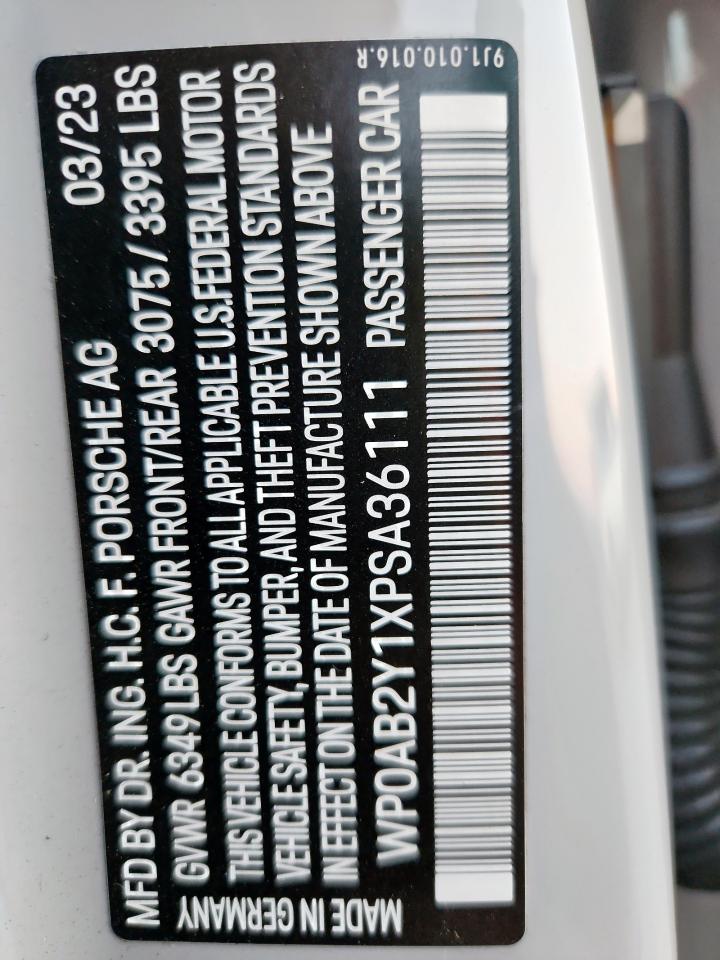 MFD BY DR. ING. H.C. F. PORSCHE AG 03/23
GVWR 6349 LBS GAWR FRONT/REAR 3075 / 3395 LBS
THIS VEHICLE CONFORMS TO ALL APPLICABLE U.S. FEDERAL MOTOR
VEHICLE SAFETY, BUMPER, AND THEFT PREVENTION STANDARDS
IN EFFECT ON THE DATE OF MANUFACTURE SHOWN ABOVE
WP0AB2Y1XPSA36111 PASSENGER CAR
MADE IN GERMANY
9J1.010.016.R